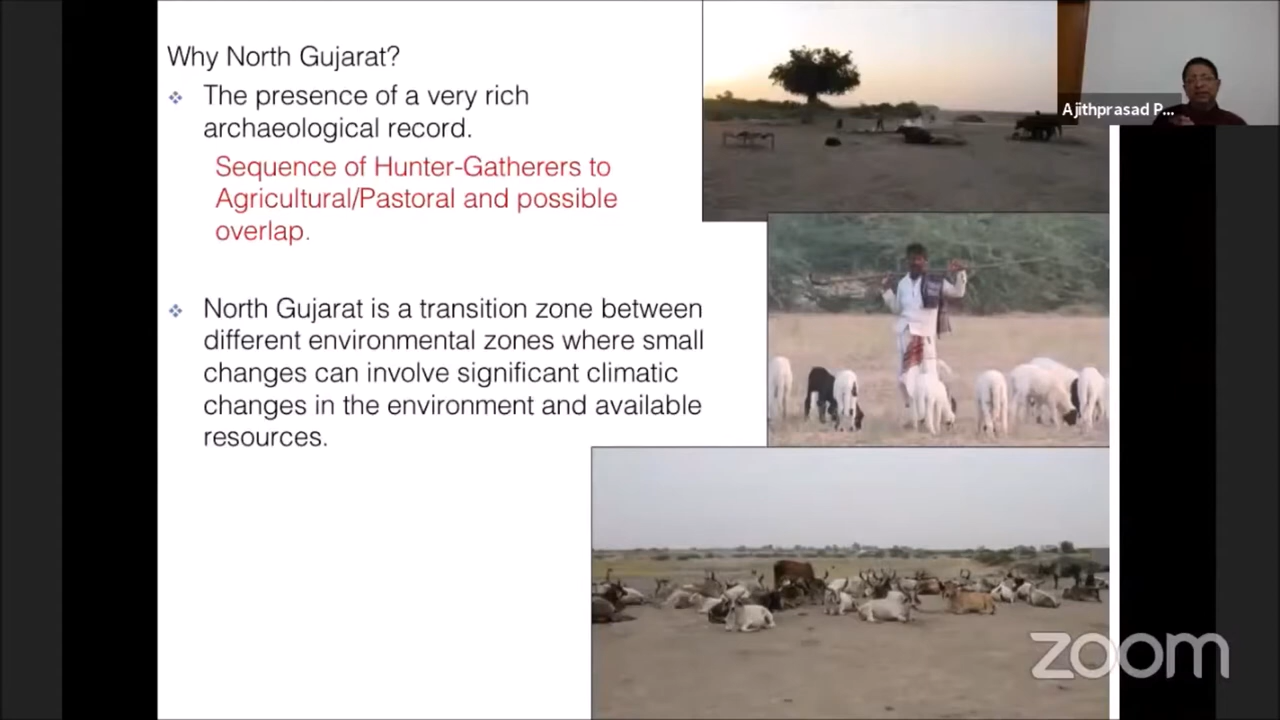 Why North Gujarat?
❖ The presence of a very rich
archaeological record.
Sequence of Hunter-Gatherers to
Agricultural/Pastoral and possible
overlap.
❖ North Gujarat is a transition zone between
different environmental zones where small
changes can involve significant climatic
changes in the environment and available
resources.
Ajithprasad P...
zoom